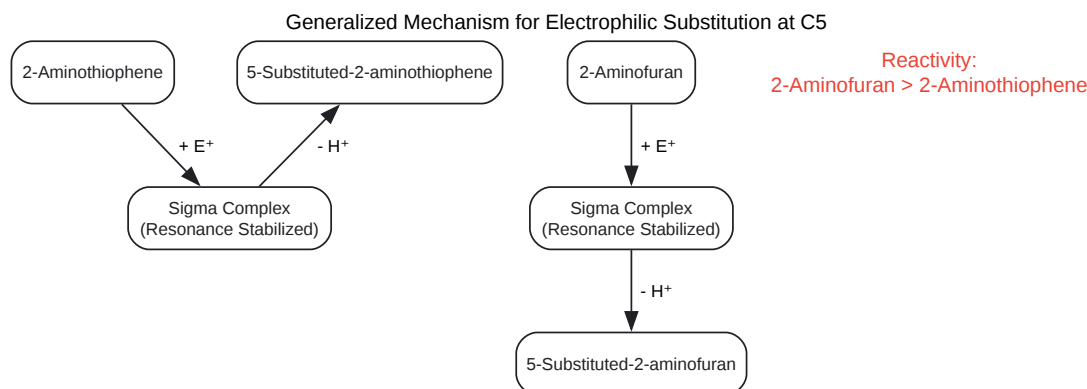 Generalized Mechanism for Electrophilic Substitution at C5
2-Aminothiophene
5-Substituted-2-aminothiophene
2-Aminofuran
Reactivity:
2-Aminofuran > 2-Aminothiophene
+ E⁺
- H⁺
+ E⁺
Sigma Complex
(Resonance Stabilized)
Sigma Complex
(Resonance Stabilized)
- H⁺
5-Substituted-2-aminofuran